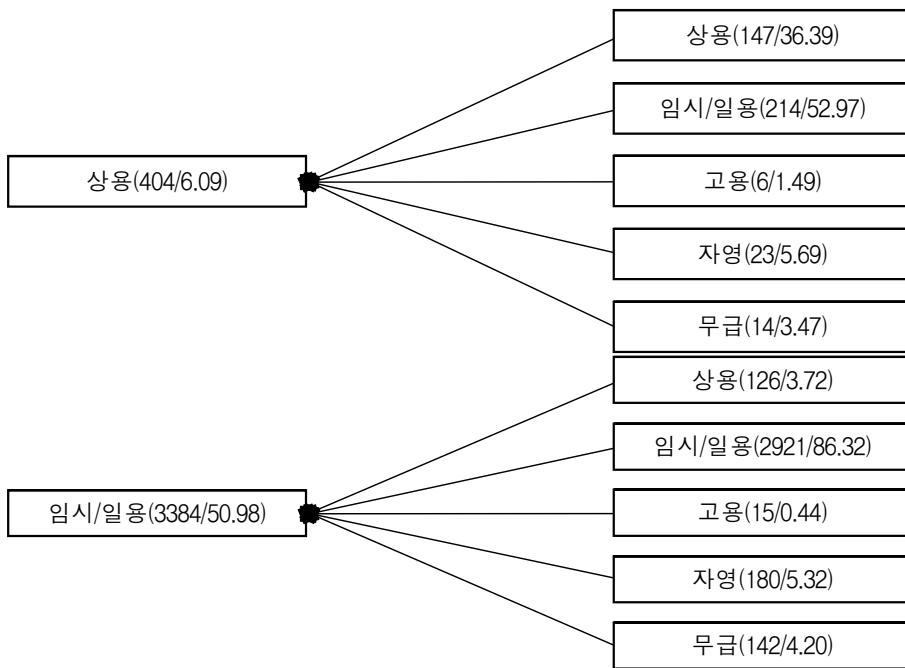 상용(404/6.09)
상용(147/36.39)
임시/일용(214/52.97)
고용(6/1.49)
자영(23/5.69)
무급(14/3.47)
임시/일용(3384/50.98)
상용(126/3.72)
임시/일용(2921/86.32)
고용(15/0.44)
자영(180/5.32)
무급(142/4.20)